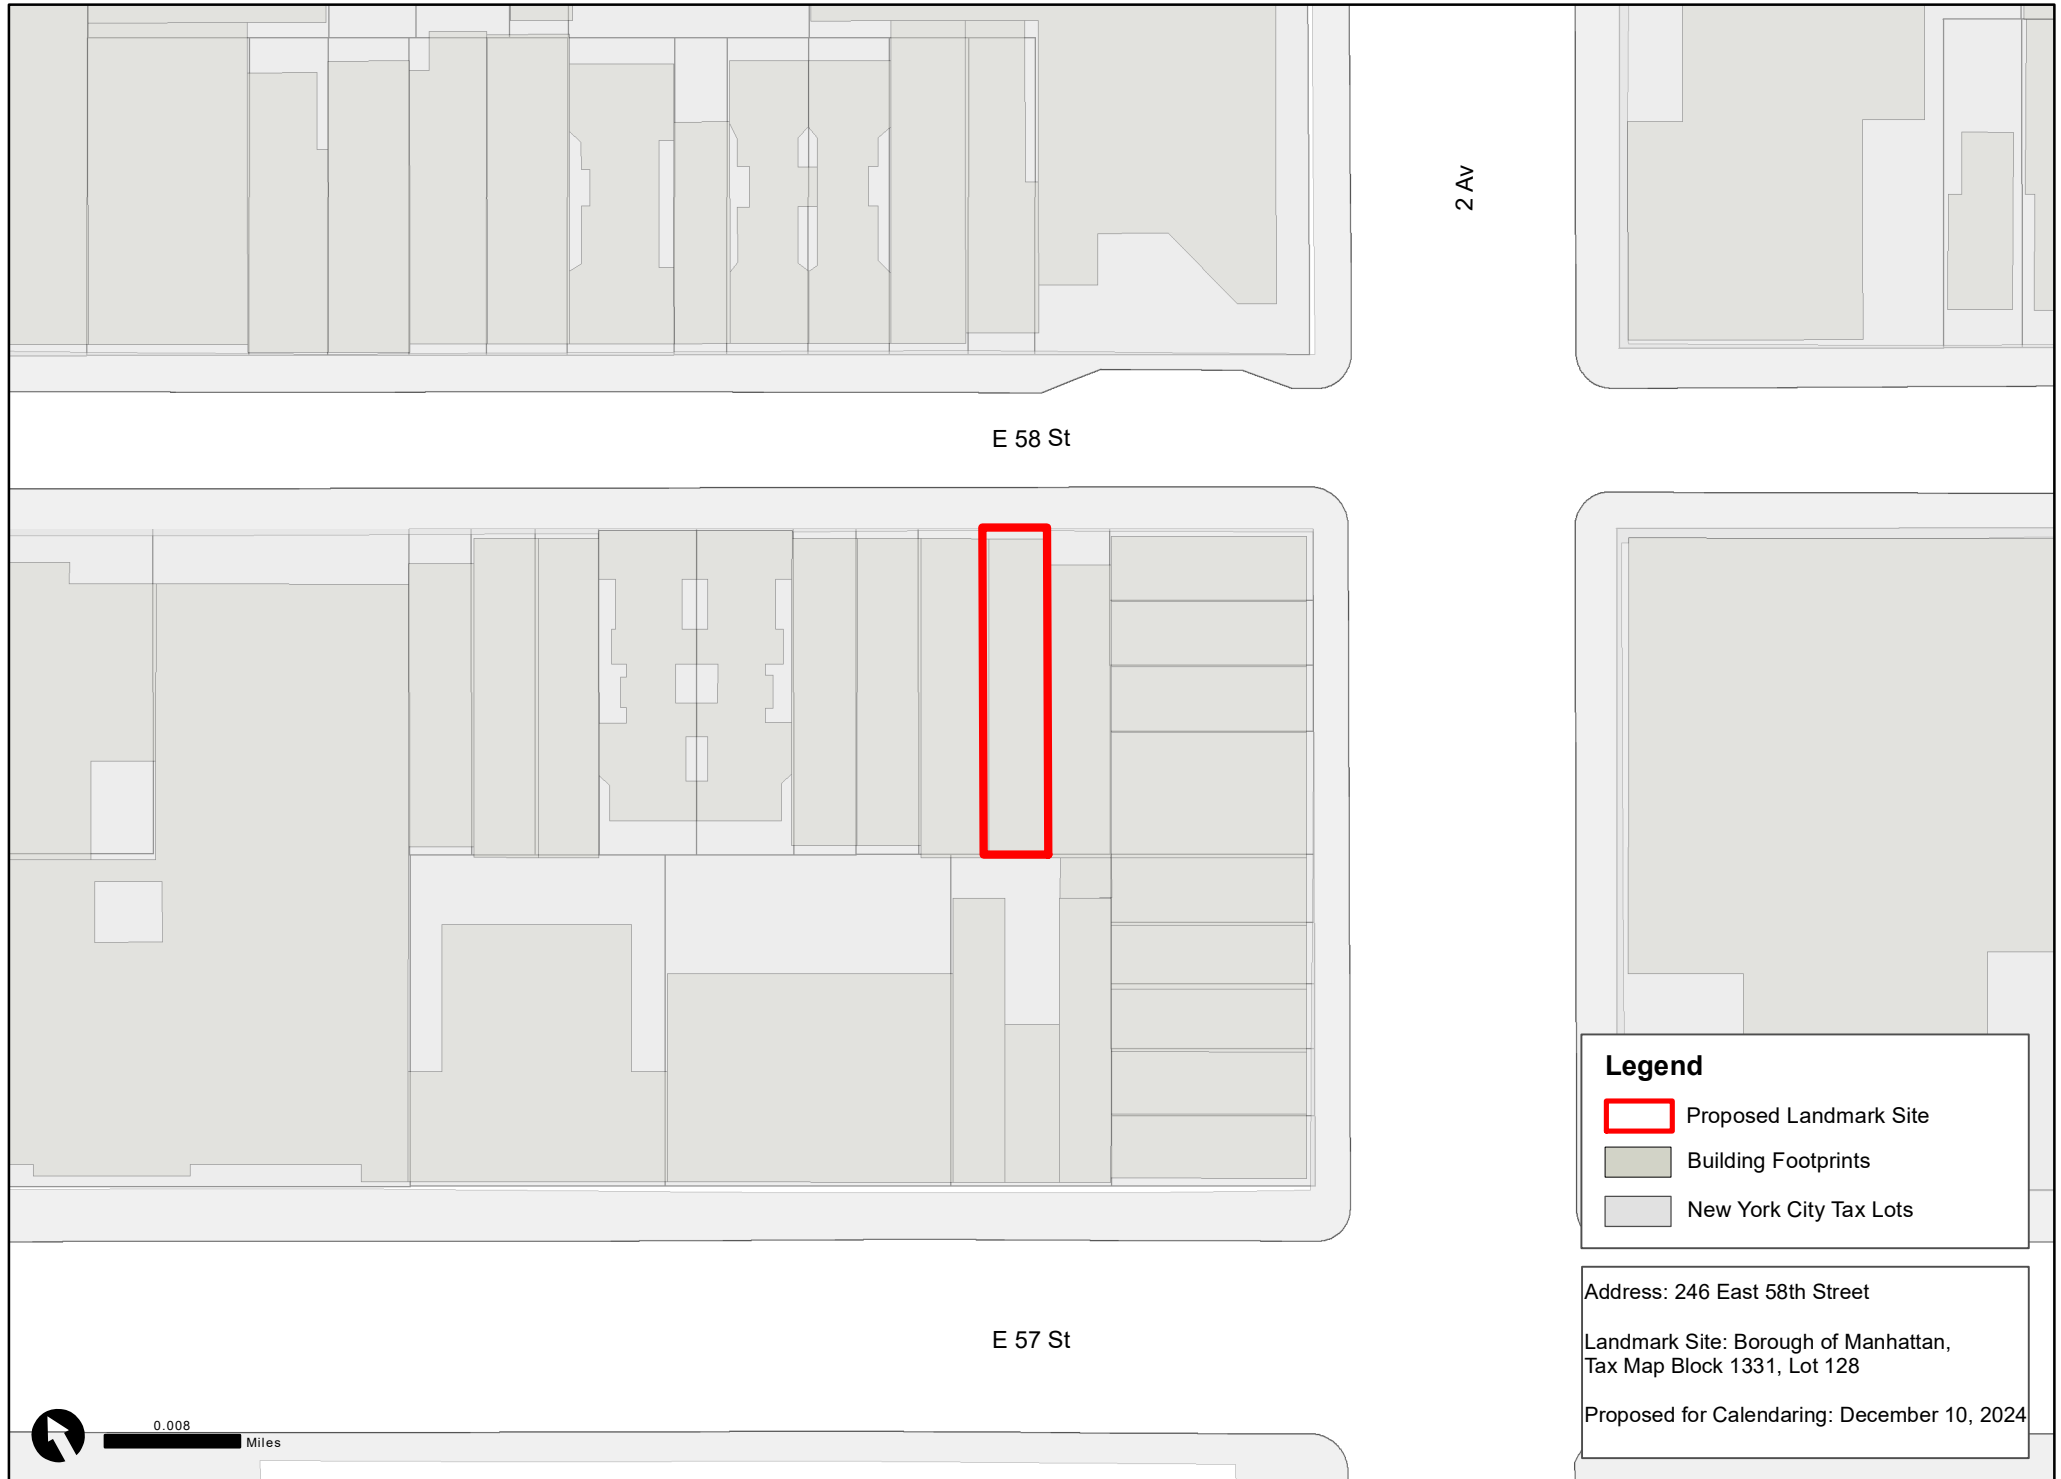 2 Av
E 58 St
Legend
Proposed Landmark Site
Building Footprints
New York City Tax Lots
Address: 246 East 58th Street
Landmark Site: Borough of Manhattan,
Tax Map Block 1331, Lot 128
Proposed for Calendaring: December 10, 2024
E 57 St
0.008
Miles